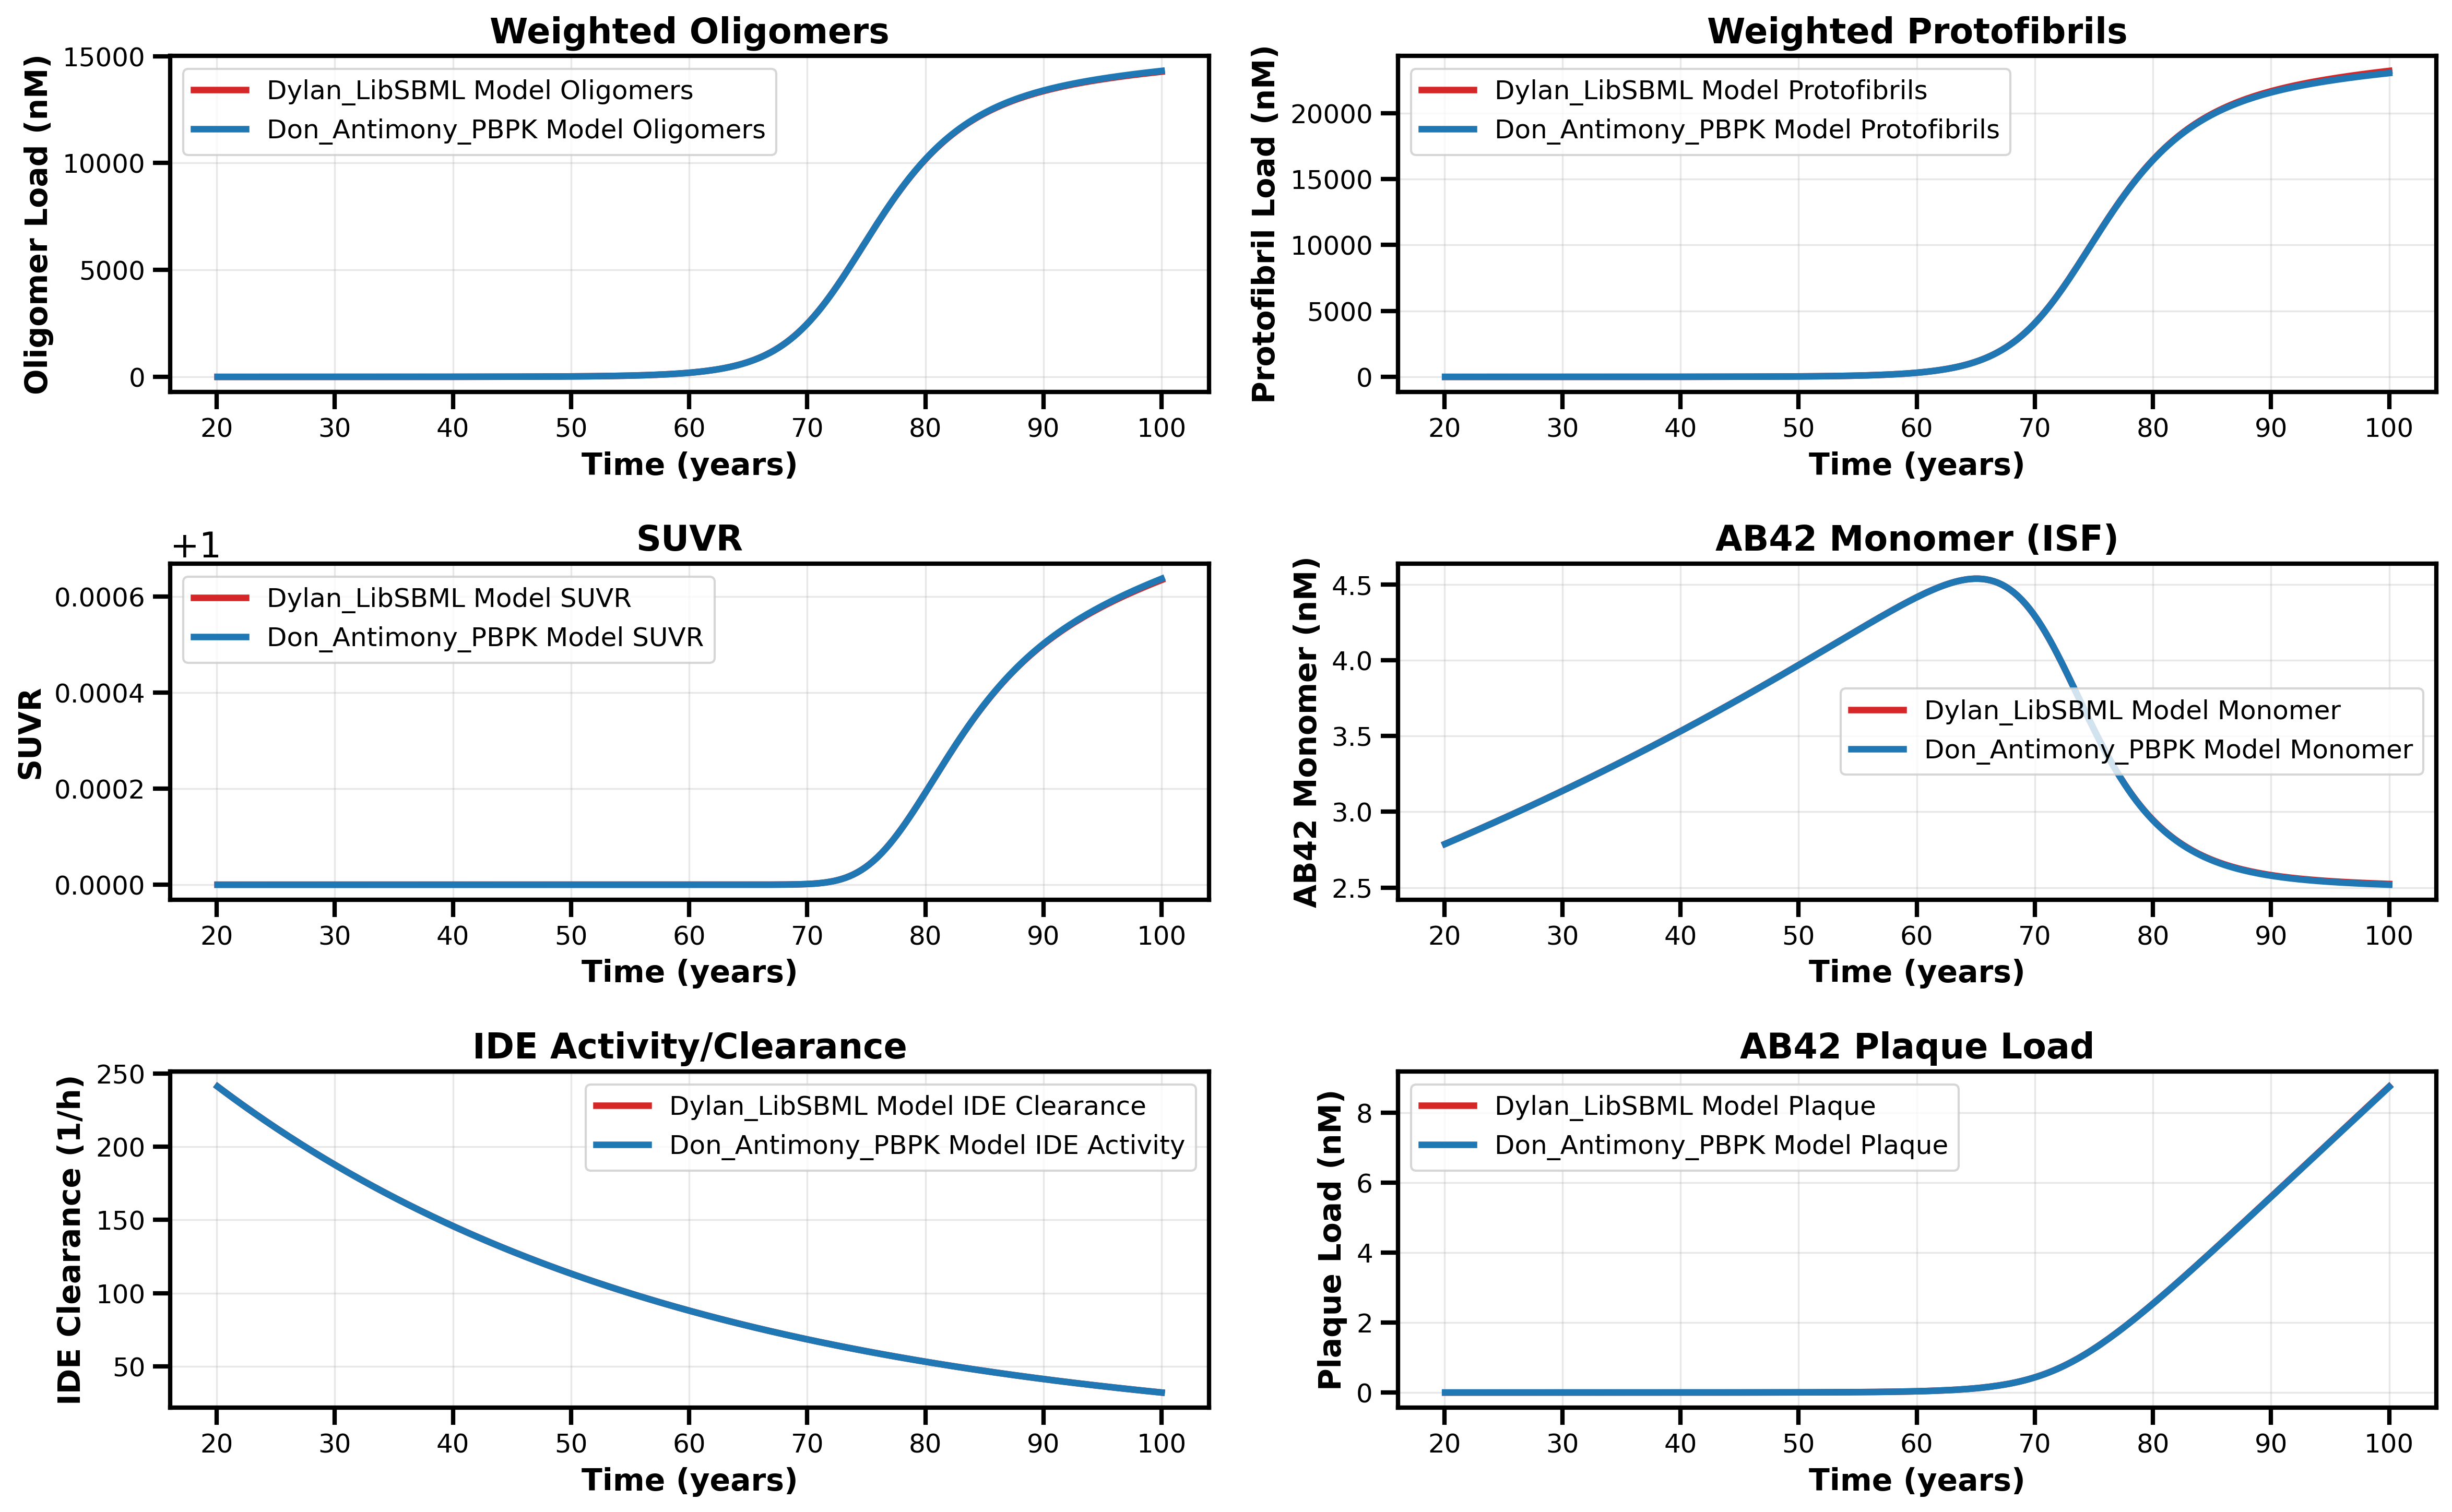 Weighted Oligomers
Oligomer Load (nM)
15000
10000
5000
0
Dylan_LibSBML Model Oligomers
Don_Antimony_PBPK Model Oligomers
20 30 40 50 60 70 80 90 100
Time (years)
Weighted Protofibrils
Protofibril Load (nM)
20000
15000
10000
5000
0
Dylan_LibSBML Model Protofibrils
Don_Antimony_PBPK Model Protofibrils
20 30 40 50 60 70 80 90 100
Time (years)
SUVR
+1
SUVR
0.0006
0.0004
0.0002
0.0000
Dylan_LibSBML Model SUVR
Don_Antimony_PBPK Model SUVR
20 30 40 50 60 70 80 90 100
Time (years)
AB42 Monomer (ISF)
AB42 Monomer (nM)
4.5
4.0
3.5
3.0
2.5
Dylan_LibSBML Model Monomer
Don_Antimony_PBPK Model Monomer
20 30 40 50 60 70 80 90 100
Time (years)
IDE Activity/Clearance
IDE Clearance (1/h)
250
200
150
100
50
Dylan_LibSBML Model IDE Clearance
Don_Antimony_PBPK Model IDE Activity
20 30 40 50 60 70 80 90 100
Time (years)
AB42 Plaque Load
Plaque Load (nM)
8
6
4
2
0
Dylan_LibSBML Model Plaque
Don_Antimony_PBPK Model Plaque
20 30 40 50 60 70 80 90 100
Time (years)